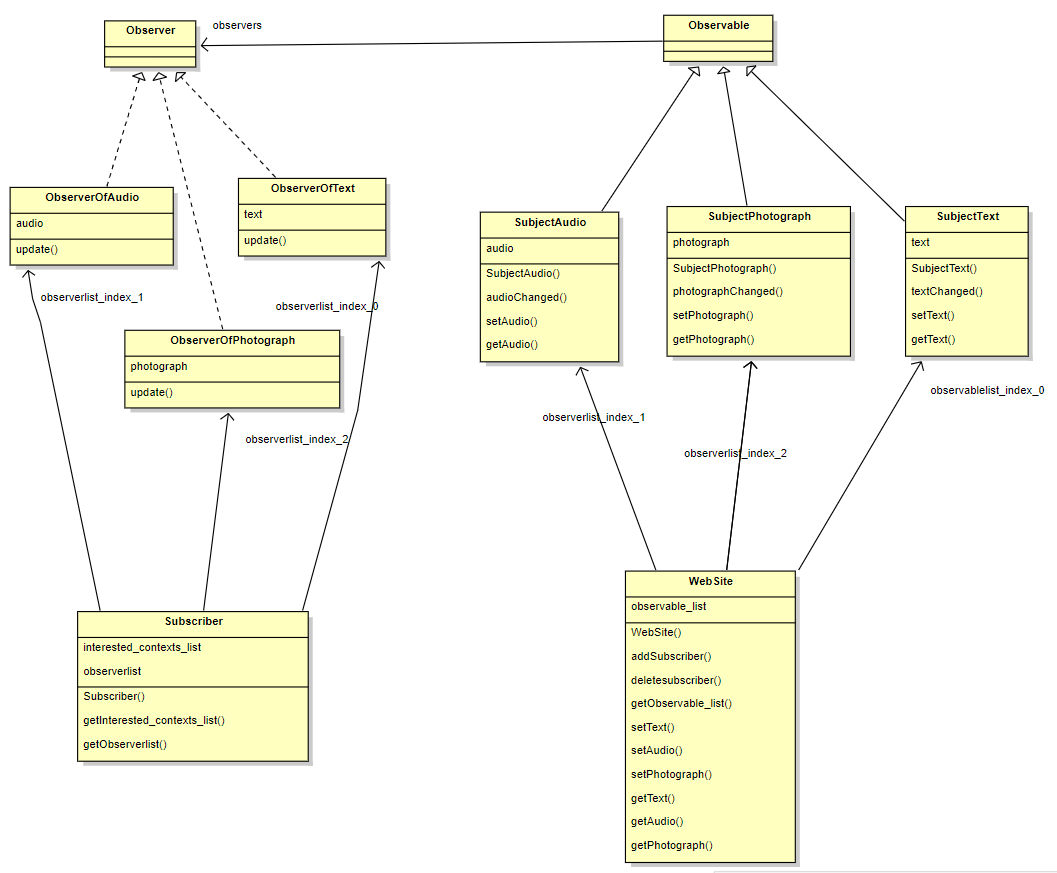 Observer
observers
Observable
ObserverOfAudio
audio
update()
ObserverOfText
text
update()
observerlist_index_1
observerlist_index_0
ObserverOfPhotograph
photograph
update()
observerlist_index_2
Subscriber
interested_contexts_list
observerlist
Subscriber()
getInterested_contexts_list()
getObserverlist()
SubjectAudio
audio
SubjectAudio()
audioChanged()
setAudio()
getAudio()
SubjectPhotograph
photograph
SubjectPhotograph()
photographChanged()
setPhotograph()
getPhotograph()
SubjectText
text
SubjectText()
textChanged()
setText()
getText()
observerlist_index_1
observerlist_index_2
observablelist_index_0
WebSite
observable_list
WebSite()
addSubscriber()
deletesubscriber()
getObservable_list()
setText()
setAudio()
setPhotograph()
getText()
getAudio()
getPhotograph()